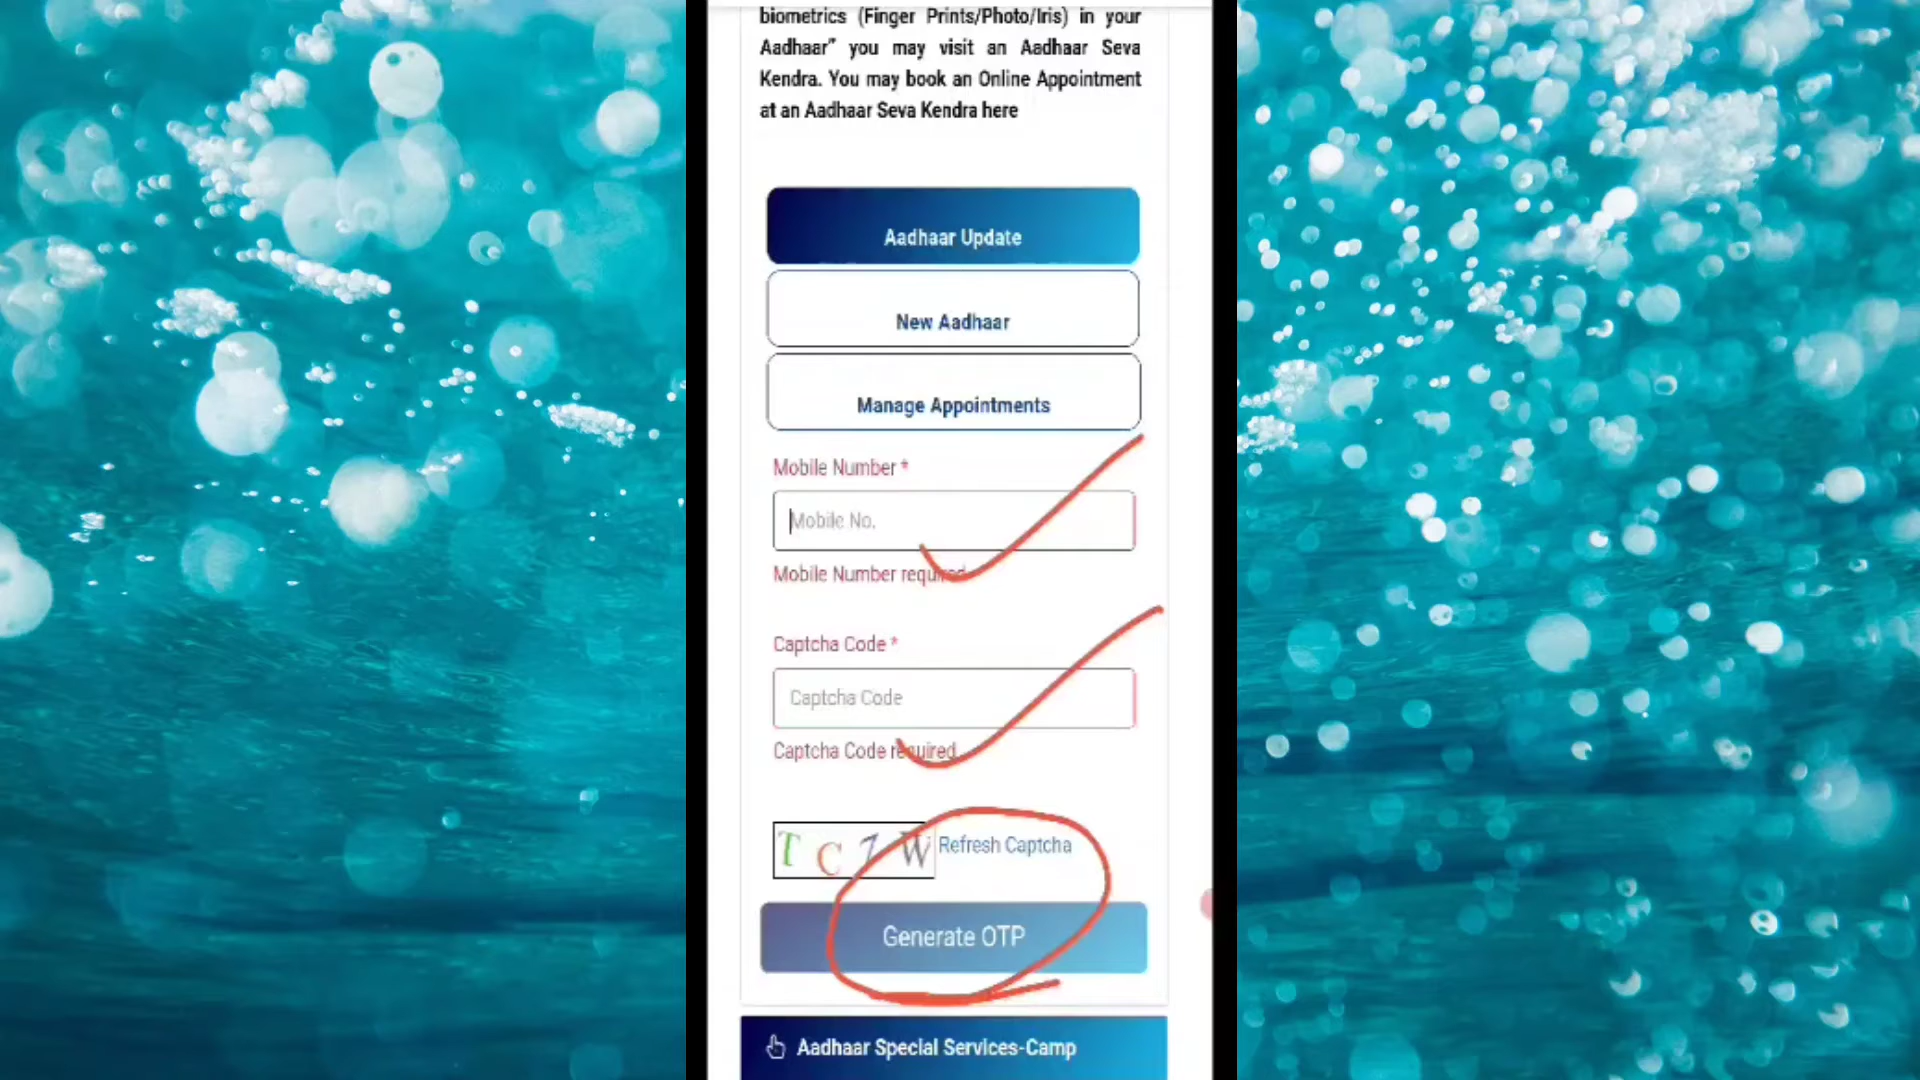 biometrics (Finger Prints/Photo/Iris) in your
Aadhaar” you may visit an Aadhaar Seva
Kendra. You may book an Online Appointment
at an Aadhaar Seva Kendra here
Aadhaar Update
New Aadhaar
Manage Appointments
Mobile Number *
Mobile No.
Mobile Number required
Captcha Code *
Captcha Code
Captcha Code required
Refresh Captcha
Generate OTP
Aadhaar Special Services-Camp